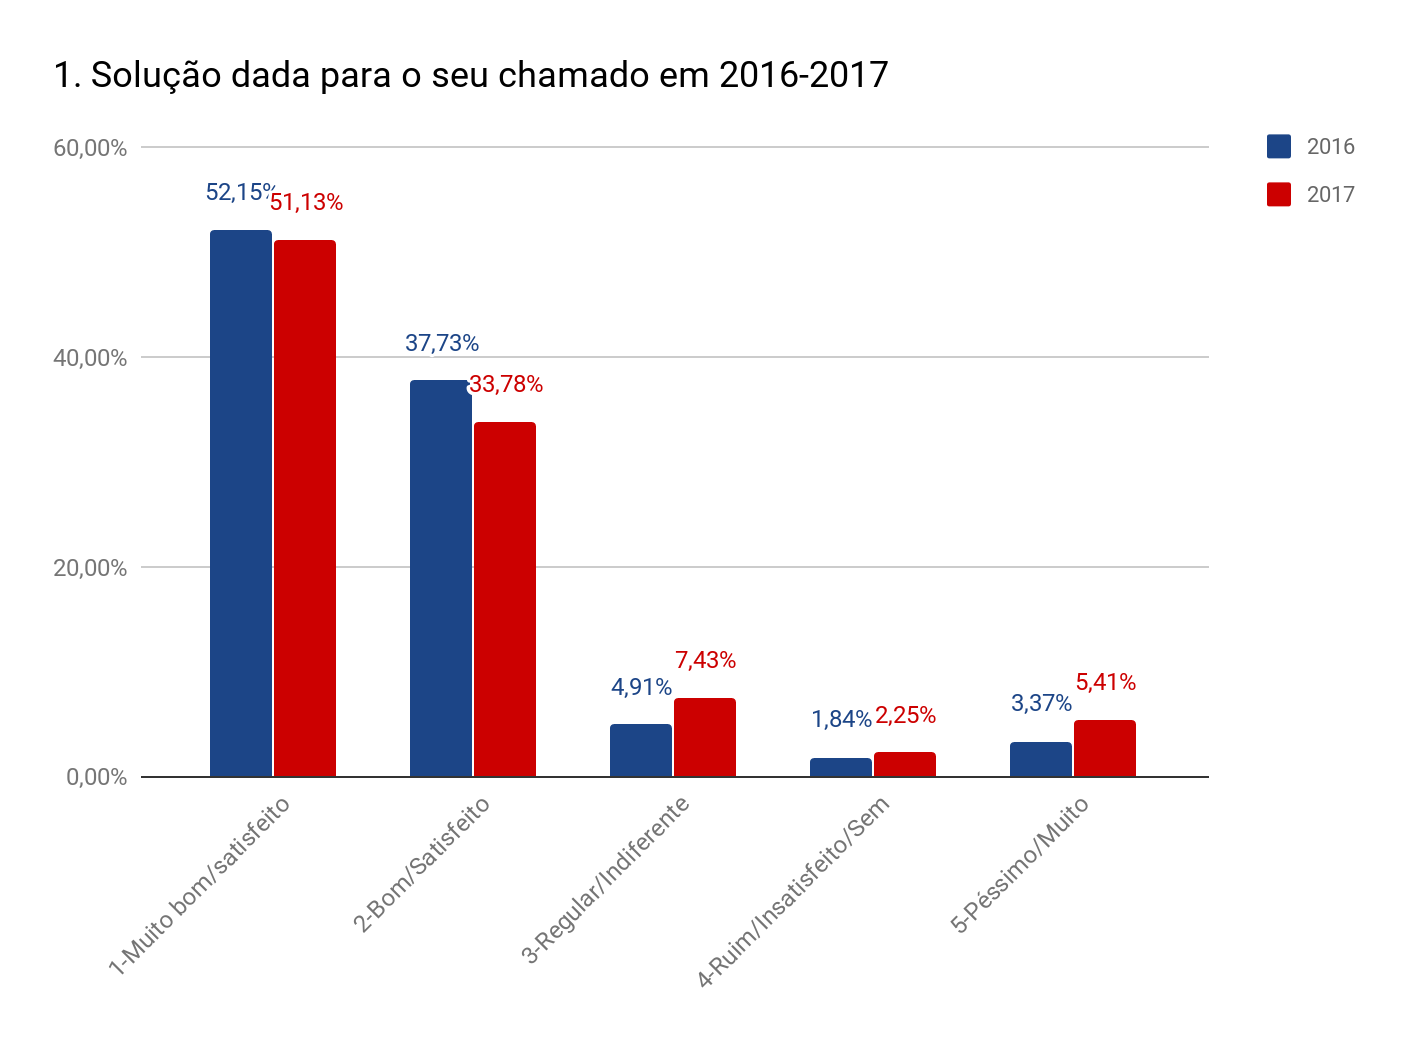 1. Solução dada para o seu chamado em 2016-2017
60,00%
40,00%
20,00%
0,00%
52,15%
51,13%
37,73%
33,78%
4,91%
7,43%
1,84%
2,25%
3,37%
5,41%
1-Muito bom/satisfeito
2-Bom/Satisfeito
3-Regular/Indiferente
4-Ruim/Insatisfeito/Sem
5-Péssimo/Muito
2016
2017